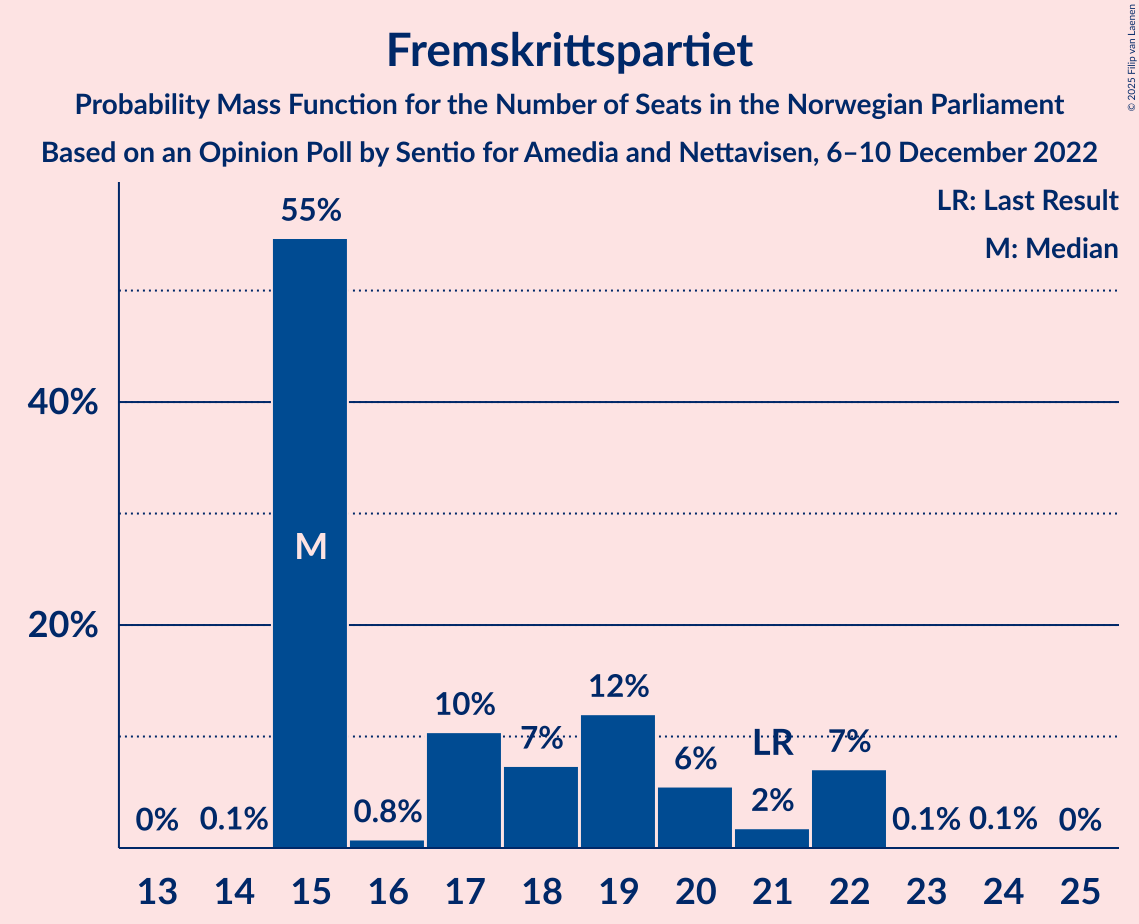 Fremskrittspartiet
Probability Mass Function for the Number of Seats in the Norwegian Parliament
Based on an Opinion Poll by Sentio for Amedia and Nettavisen, 6–10 December 2022
© 2025 Filip van Laenen
LR: Last Result
M: Median
55%
40%
M
20%
12%
10%
7%
LR
7%
6%
2%
0.8%
0%
0.1%
0.1%
0.1%
0%
13 14 15 16 17 18 19 20 21 22 23 24 25